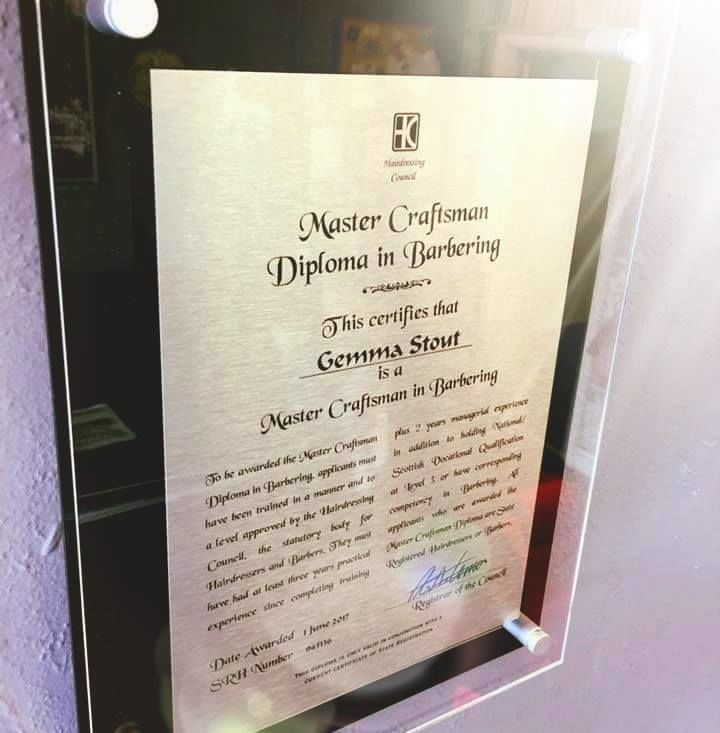 HC
Hairdressing
Council
Master Craftsman
Diploma in Barbering
This certifies that
Gemma Stout
is a
Master Craftsman in Barbering
To be awarded the Master Craftsman
Diploma in Barbering, applicants must
have been trained in a manner and to
a level approved by the Hairdressing
Council, the statutory body for
Hairdressers and Barbers. They must
have had at least three years practical
experience since completing training
plus 2 years managerial experience
in addition to holding National/
Scottish Vocational Qualification
at Level 3 or have corresponding
competency in Barbering. All
applicants who are awarded the
Master Craftsman Diploma are State
Registered Hairdressers or Barbers.
Registrar of the Council
Date Awarded 1 June 2017
SRH Number
THIS DIPLOMA IS ONLY VALID IN CONJUNCTION WITH A
CURRENT CERTIFICATE OF STATE REGISTRATION